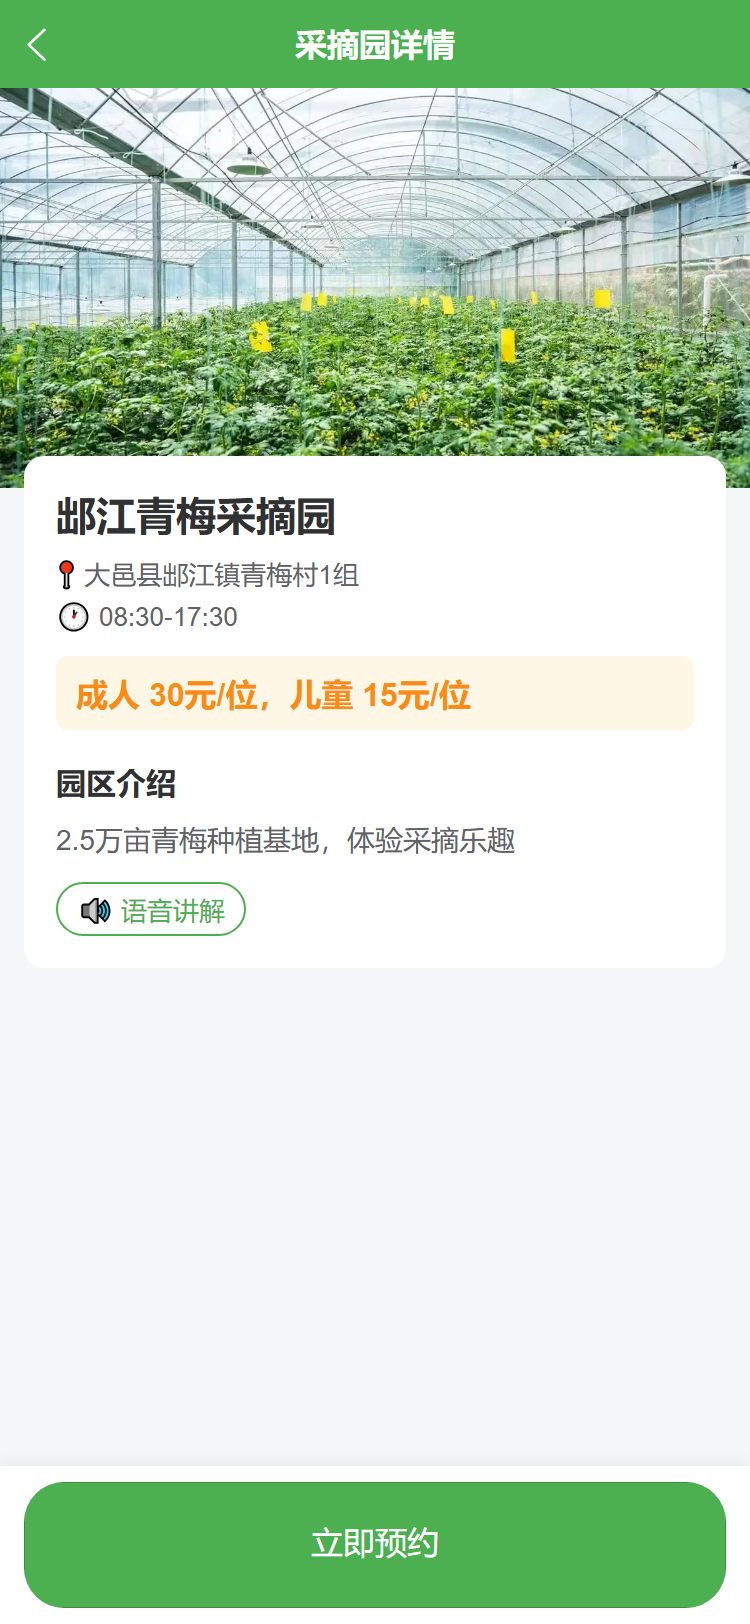 采摘园详情
邺江青梅采摘园
大邑县邺江镇青梅村1组
08:30-17:30
成人 30元/位，儿童 15元/位
园区介绍
2.5万亩青梅种植基地，体验采摘乐趣
语音讲解
立即预约